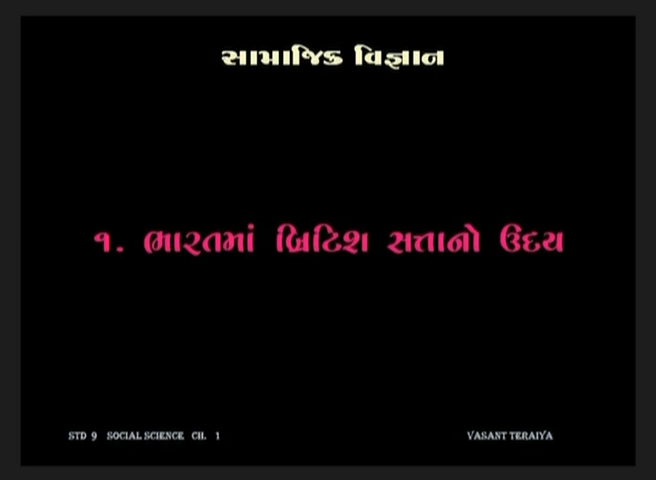 સામાજિક વિજ્ઞાન
૧. ભારતમાં બ્રિટિશ સત્તાનો ઉદય
STD 9 SOCIAL SCIENCE CH. 1 VASANT TERAIYA